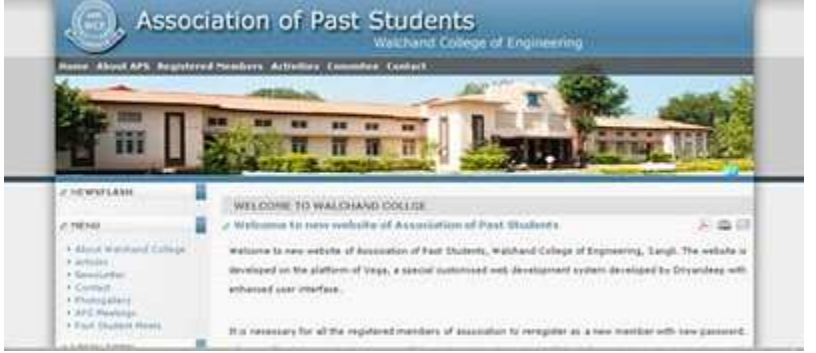 Association of Past Students
Walchand College of Engineering
Home About APS Registered Members Activities Commitee Contact
NEWSFLASH
WELCOME TO WALCHAND COLLGE
MENU
Welcome to new website of Association of Past Students
About Walchand College
Articles
Newsletter
Contact
Photogallery
APS Meetings
Past Student Meets
Welcome to new website of Association of Past Students, Walchand College of Engineering, Sangli. The website is
developed on the platform of Vega, a special customised web development system developed by Dnyandeep with
enhanced user interface.
It is necessary for all the registered members of association to reregister as a new member with new password.